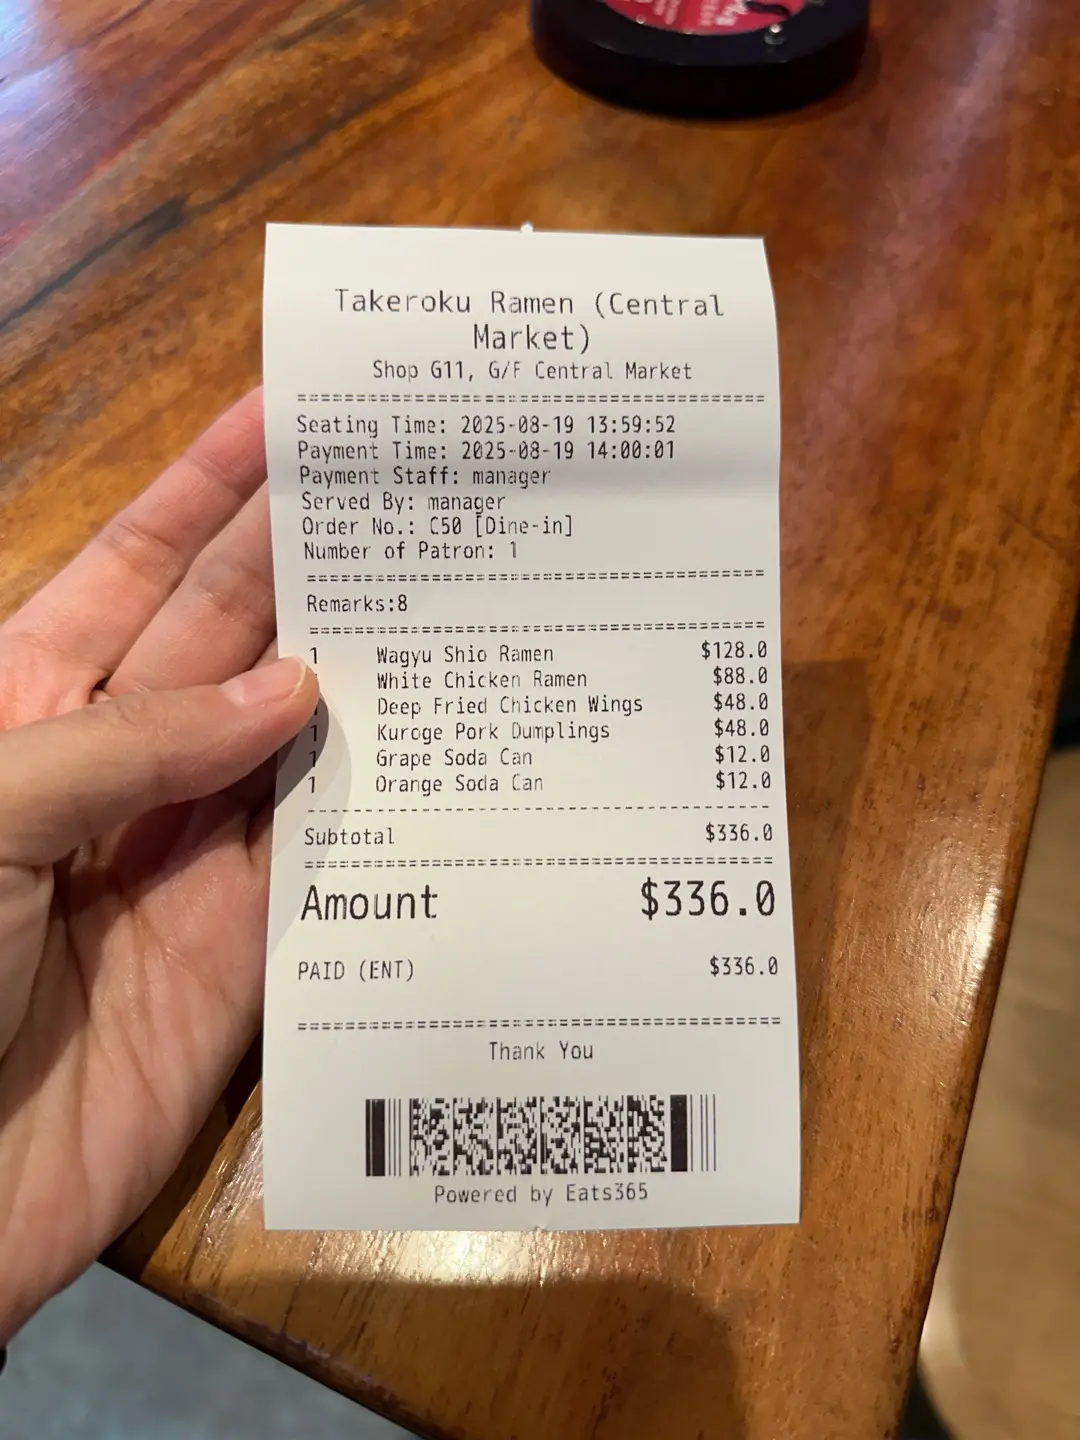 Takeroku Ramen (Central
Market)
Shop G11, G/F Central Market
========================================
Seating Time: 2025-08-19 13:59:52
Payment Time: 2025-08-19 14:00:01
Payment Staff: manager
Served By: manager
Order No.: C50 [Dine-in]
Number of Patron: 1
========================================
Remarks:8
========================================
1 Wagyu Shio Ramen $128.0
White Chicken Ramen $88.0
Deep Fried Chicken Wings $48.0
1 Kuroge Pork Dumplings $48.0
1 Grape Soda Can $12.0
1 Orange Soda Can $12.0
----------------------------------------
Subtotal $336.0
========================================
Amount $336.0
PAID (ENT) $336.0
========================================
Thank You
Powered by Eats365